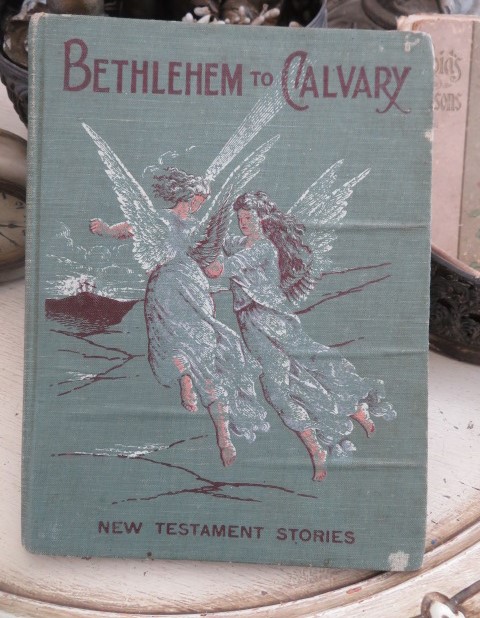 BETHLEHEM TO CALVARY
NEW TESTAMENT STORIES